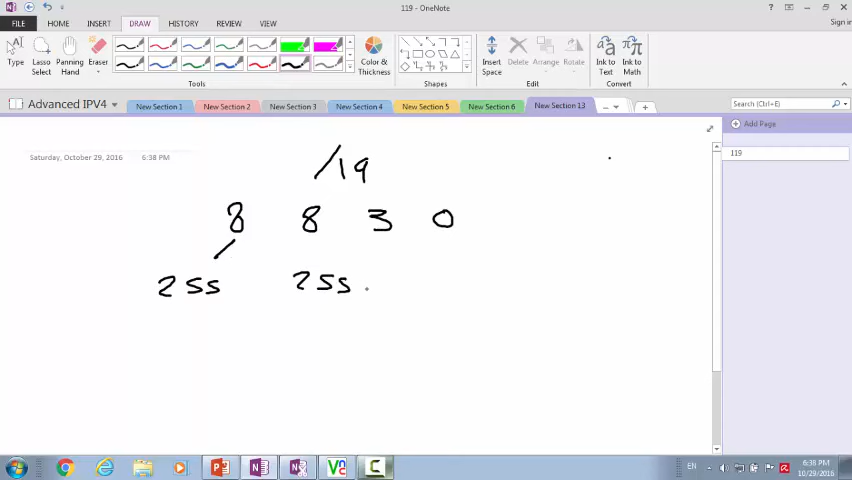 119 - OneNote
FILE HOME INSERT DRAW HISTORY REVIEW VIEW
Sign in
Type Lasso Select Panning Hand Eraser Color & Thickness Insert Space Delete Arrange Rotate Ink to Text Ink to Math
Tools Shapes Edit Convert
Advanced IPV4 New Section 1 New Section 2 New Section 3 New Section 4 New Section 5 New Section 6 New Section 13 Search (Ctrl+E)
Add Page
119
Saturday, October 29, 2016 6:38 PM
/19
8 8 3 0
255 255 .
EN 6:38 PM
10/29/2016